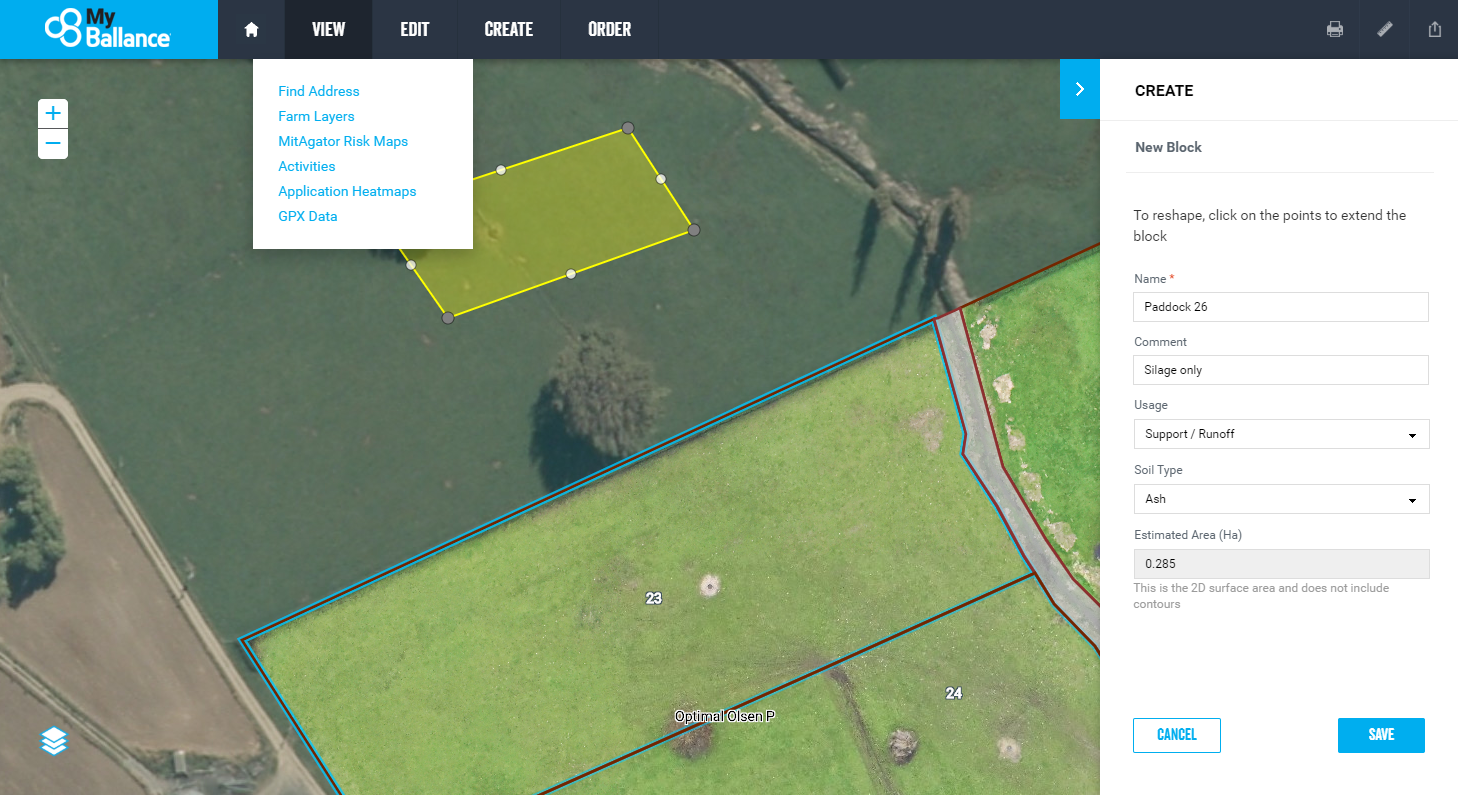 My
Ballance
VIEW
EDIT
CREATE
ORDER
Find Address
Farm Layers
MitAgator Risk Maps
Activities
Application Heatmaps
GPX Data
23
24
Optimal Olsen P
CREATE
New Block
To reshape, click on the points to extend the
block
Name *
Paddock 26
Comment
Silage only
Usage
Support / Runoff
Soil Type
Ash
Estimated Area (Ha)
0.285
This is the 2D surface area and does not include
contours
CANCEL
SAVE